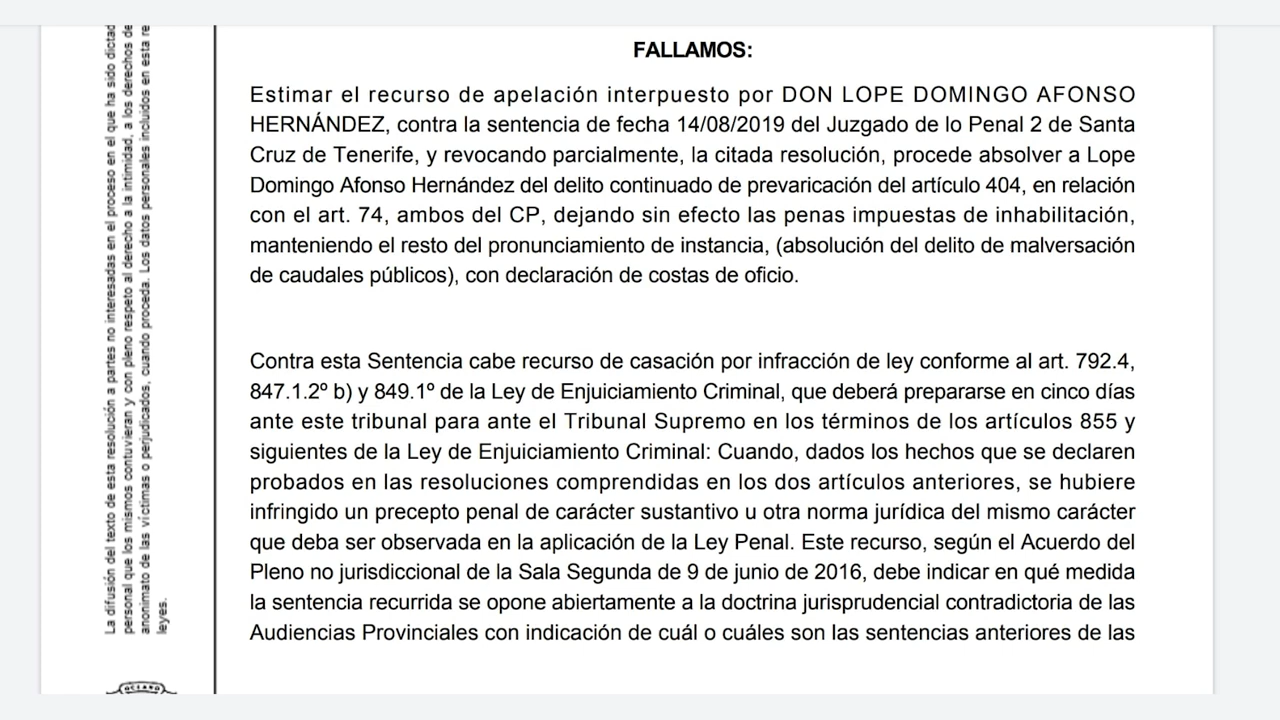 FALLAMOS:
Estimar el recurso de apelación interpuesto por DON LOPE DOMINGO AFONSO
HERNÁNDEZ, contra la sentencia de fecha 14/08/2019 del Juzgado de lo Penal 2 de Santa
Cruz de Tenerife, y revocando parcialmente, la citada resolución, procede absolver a Lope
Domingo Afonso Hernández del delito continuado de prevaricación del artículo 404, en relación
con el art. 74, ambos del CP, dejando sin efecto las penas impuestas de inhabilitación,
manteniendo el resto del pronunciamiento de instancia, (absolución del delito de malversación
de caudales públicos), con declaración de costas de oficio.
Contra esta Sentencia cabe recurso de casación por infracción de ley conforme al art. 792.4,
847.1.2º b) y 849.1º de la Ley de Enjuiciamiento Criminal, que deberá prepararse en cinco días
ante este tribunal para ante el Tribunal Supremo en los términos de los artículos 855 y
siguientes de la Ley de Enjuiciamiento Criminal: Cuando, dados los hechos que se declaren
probados en las resoluciones comprendidas en los dos artículos anteriores, se hubiere
infringido un precepto penal de carácter sustantivo u otra norma jurídica del mismo carácter
que deba ser observada en la aplicación de la Ley Penal. Este recurso, según el Acuerdo del
Pleno no jurisdiccional de la Sala Segunda de 9 de junio de 2016, debe indicar en qué medida
la sentencia recurrida se opone abiertamente a la doctrina jurisprudencial contradictoria de las
Audiencias Provinciales con indicación de cuál o cuáles son las sentencias anteriores de las
La difusión del texto de esta resolución a partes no interesadas en el proceso en el que ha sido dictad
personal que los mismos contuvieran y con pleno respeto al derecho a la intimidad, a los derechos de
anonimato de las víctimas o perjudicados, cuando proceda. Los datos personales incluidos en esta re
leyes.
OCEANO